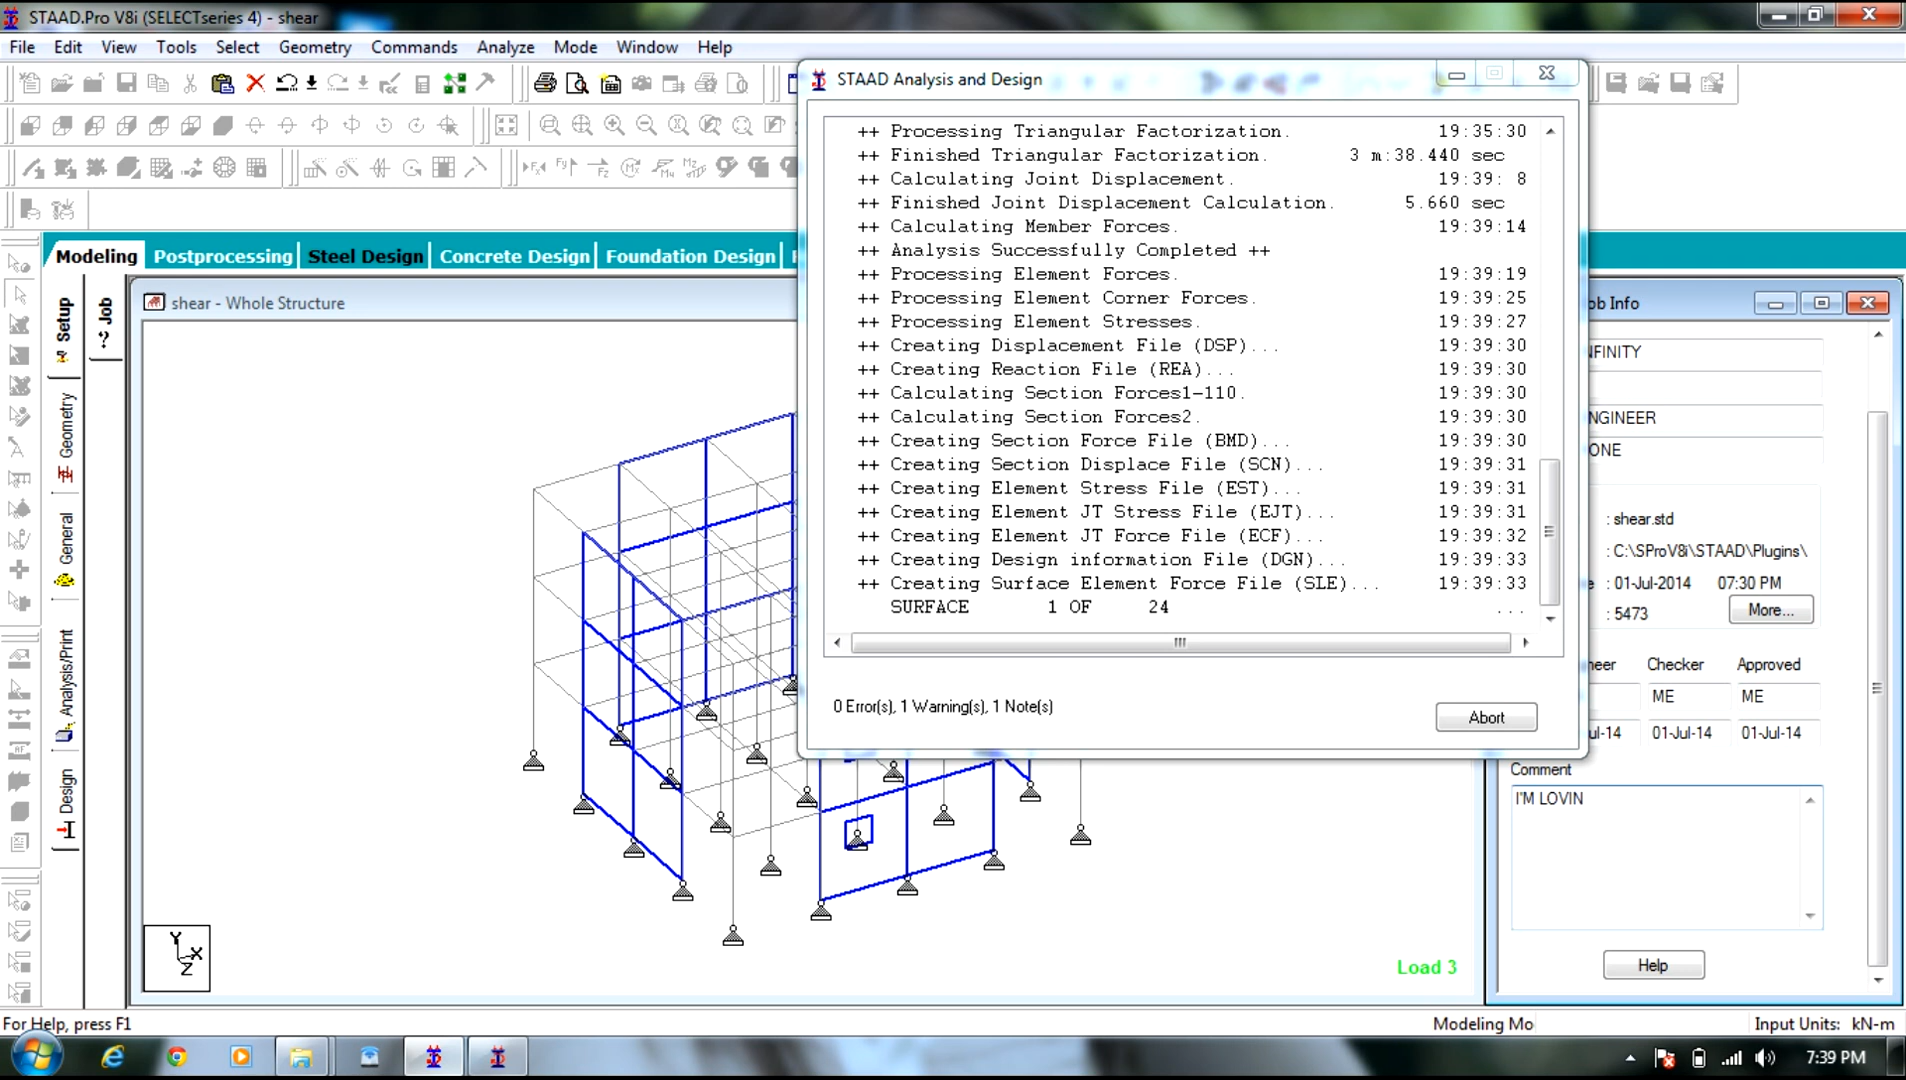 STAAD.Pro V8i (SELECTseries 4) - shear
File Edit View Tools Select Geometry Commands Analyze Mode Window Help
STAAD Analysis and Design
++ Processing Triangular Factorization. 19:35:30
++ Finished Triangular Factorization. 3 m:38.440 sec
++ Calculating Joint Displacement. 19:39: 8
++ Finished Joint Displacement Calculation. 5.660 sec
++ Calculating Member Forces. 19:39:14
++ Analysis Successfully Completed ++
++ Processing Element Forces. 19:39:19
++ Processing Element Corner Forces. 19:39:25
++ Processing Element Stresses. 19:39:27
++ Creating Displacement File (DSP)... 19:39:30
++ Creating Reaction File (REA)... 19:39:30
++ Calculating Section Forces1-110. 19:39:30
++ Calculating Section Forces2. 19:39:30
++ Creating Section Force File (BMD)... 19:39:30
++ Creating Section Displace File (SCN)... 19:39:31
++ Creating Element Stress File (EST)... 19:39:31
++ Creating Element JT Stress File (EJT)... 19:39:31
++ Creating Element JT Force File (ECF)... 19:39:32
++ Creating Design information File (DGN)... 19:39:33
++ Creating Surface Element Force File (SLE)... 19:39:33
SURFACE 1 OF 24 ...
0 Error(s), 1 Warning(s), 1 Note(s)
Abort
Modeling Postprocessing Steel Design Concrete Design Foundation Design
shear - Whole Structure
Setup
Job
Geometry
General
Analysis/Print
Design
Y
X
Z
Load 3
ob Info
NFINITY
NGINEER
ONE
: shear.std
: C:\SProV8i\STAAD\Plugins\
e : 01-Jul-2014 07:30 PM
: 5473 More...
neer Checker Approved
ME ME
ul-14 01-Jul-14 01-Jul-14
Comment
I'M LOVIN
Help
For Help, press F1
Modeling Mo
Input Units: kN-m
7:39 PM